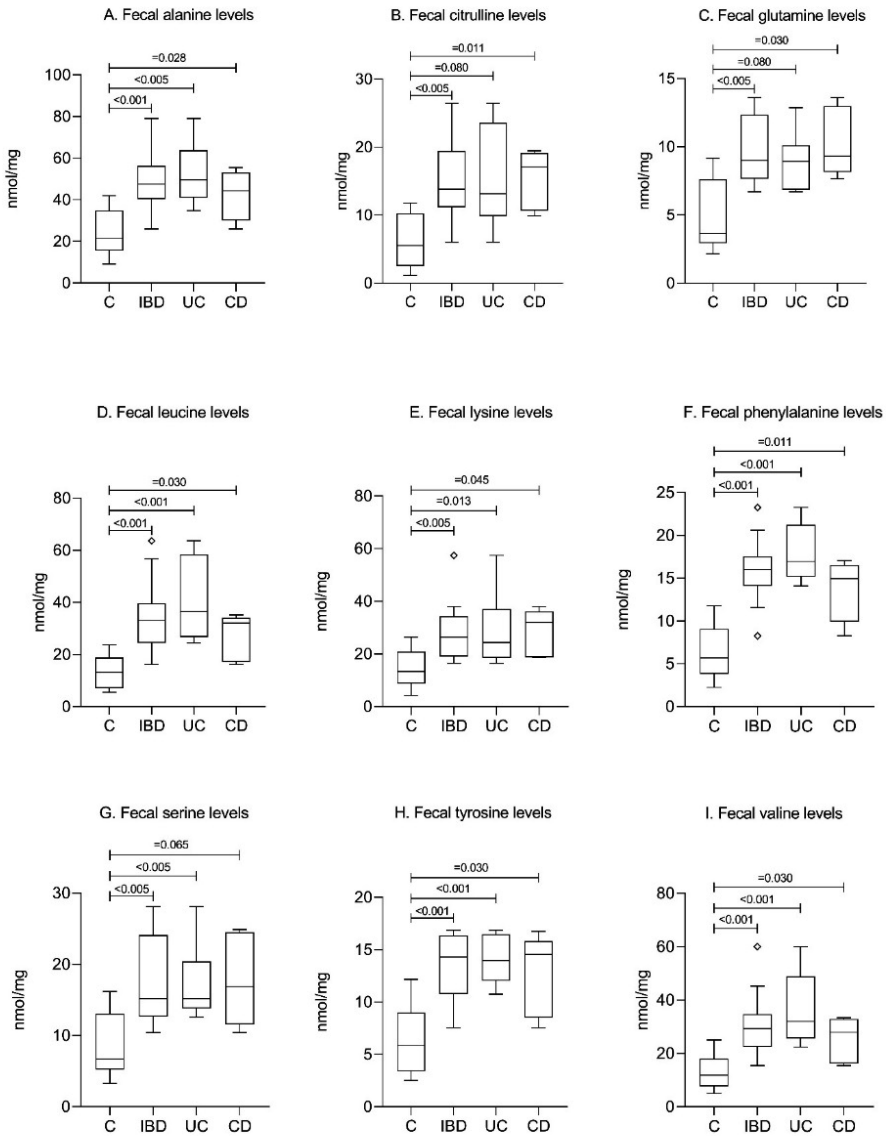 A. Fecal alanine levels
=0.028
<0.005
<0.001
100
80
60
40
20
0
nmol/mg
C IBD UC CD
B. Fecal citrulline levels
=0.011
=0.080
<0.005
30
20
10
0
nmol/mg
C IBD UC CD
C. Fecal glutamine levels
=0.030
=0.080
<0.005
15
10
5
0
nmol/mg
C IBD UC CD
D. Fecal leucine levels
=0.030
<0.001
<0.001
80
60
40
20
0
nmol/mg
C IBD UC CD
E. Fecal lysine levels
=0.045
=0.013
<0.005
80
60
40
20
0
nmol/mg
C IBD UC CD
F. Fecal phenylalanine levels
=0.011
<0.001
<0.001
25
20
15
10
5
0
nmol/mg
C IBD UC CD
G. Fecal serine levels
=0.065
<0.005
<0.005
30
20
10
0
nmol/mg
C IBD UC CD
H. Fecal tyrosine levels
=0.030
<0.001
<0.001
20
15
10
5
0
nmol/mg
C IBD UC CD
I. Fecal valine levels
=0.030
<0.001
<0.001
80
60
40
20
0
nmol/mg
C IBD UC CD